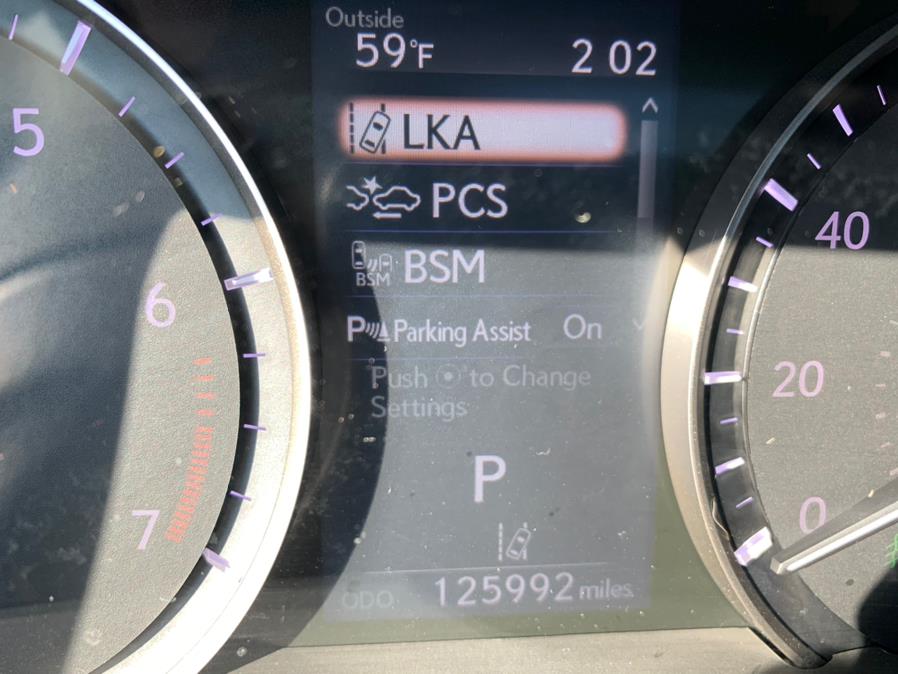 Outside
59°F 2 02
LKA
PCS
BSM
BSM
Parking Assist On
Push to Change
Settings
P
ODO 125992 miles
5
6
7
40
20
0